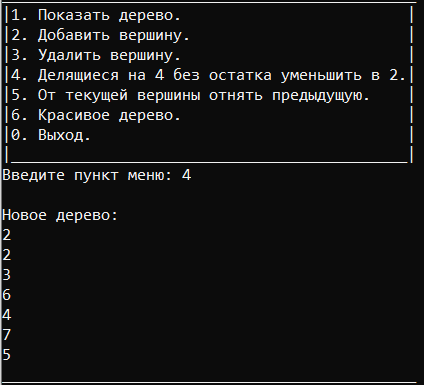 1. Показать дерево.
2. Добавить вершину.
3. Удалить вершину.
4. Делящиеся на 4 без остатка уменьшить в 2.
5. От текущей вершины отнять предыдущую.
6. Красивое дерево.
0. Выход.
Введите пункт меню: 4
Новое дерево:
2
2
3
6
4
7
5